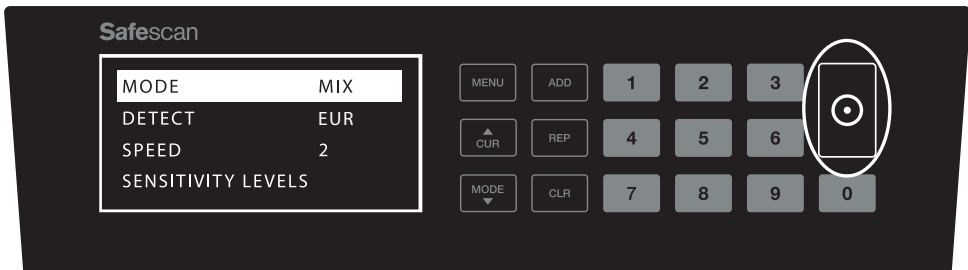 Safescan
MODE MIX
DETECT EUR
SPEED 2
SENSITIVITY LEVELS
MENU ADD 1 2 3
CUR REP 4 5 6
MODE CLR 7 8 9 0